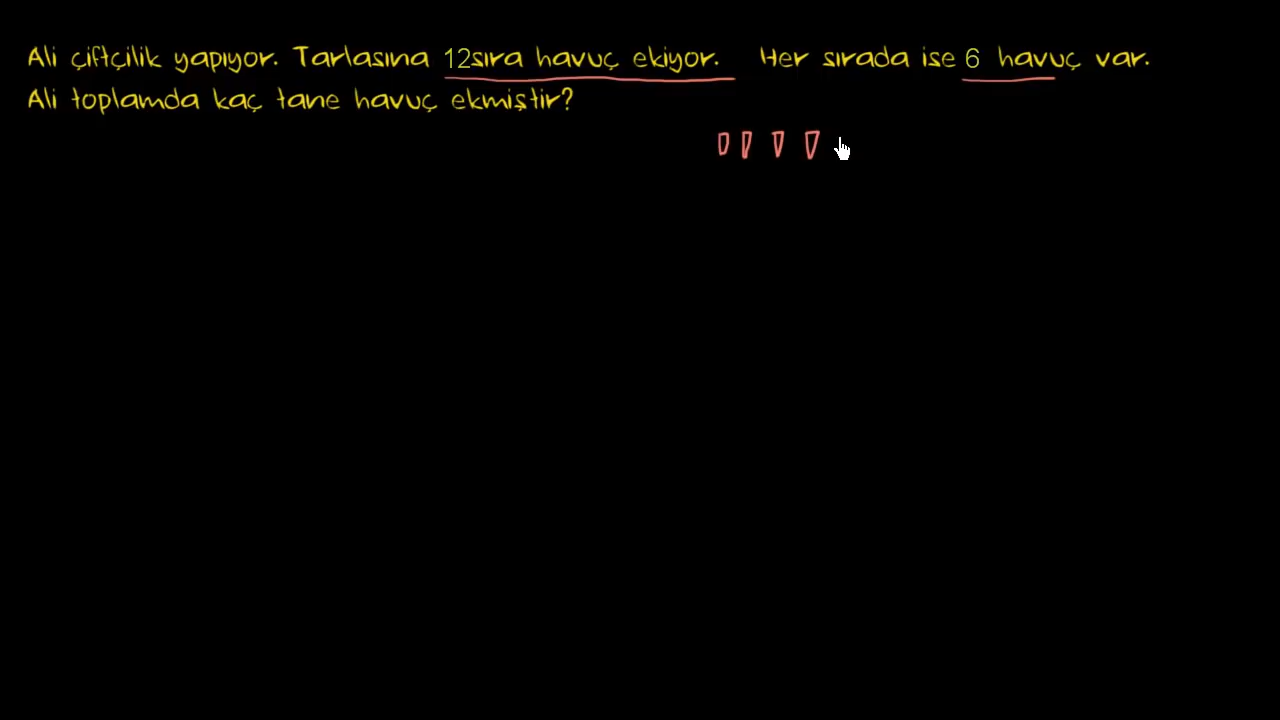 Ali çiftçilik yapıyor. Tarlasına 12sıra havuç ekiyor. Her sırada ise 6 havuç var.
Ali toplamda kaç tane havuç ekmiştir?